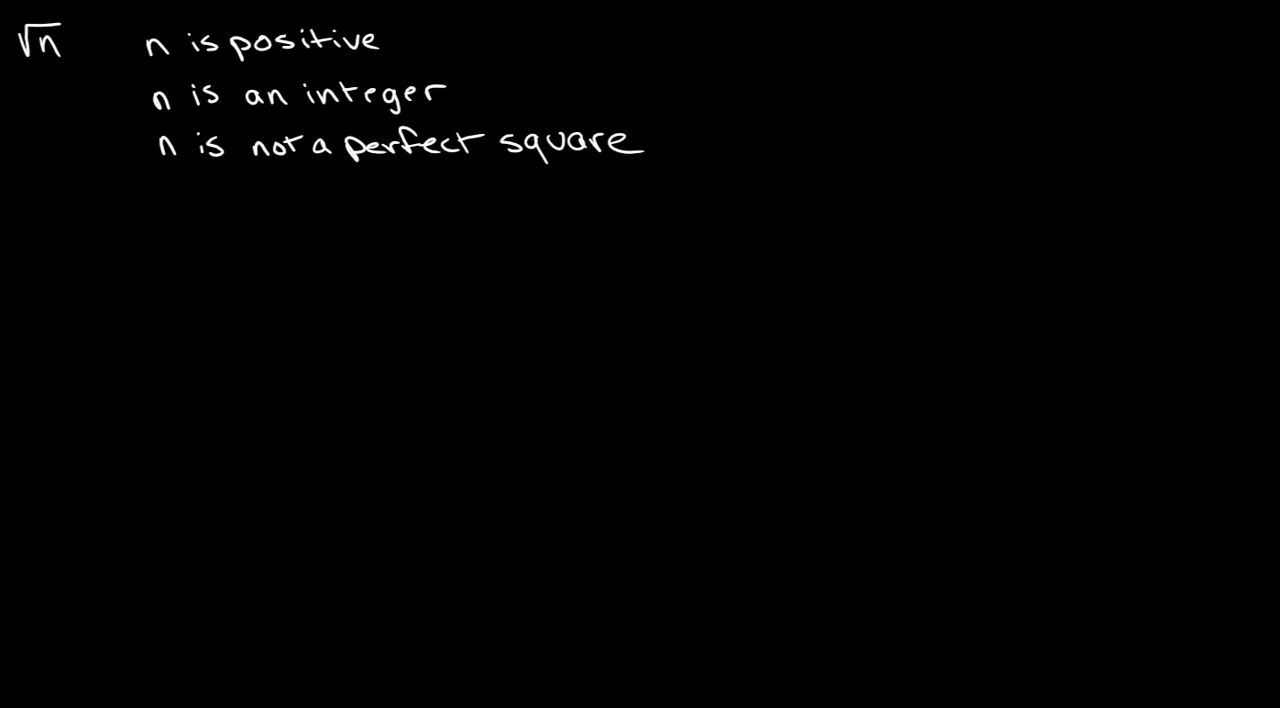 √n n is positive
n is an integer
n is not a perfect square